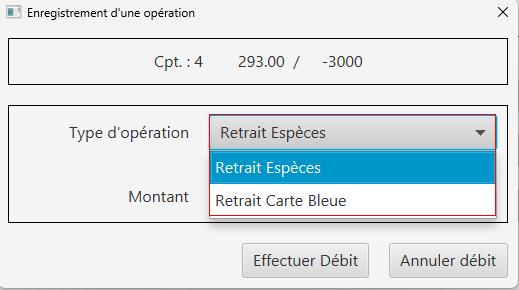 Enregistrement d'une opération
Cpt. : 4 293.00 / -3000
Type d'opération Retrait Espèces
Retrait Espèces
Montant
Retrait Carte Bleue
Effectuer Débit Annuler débit